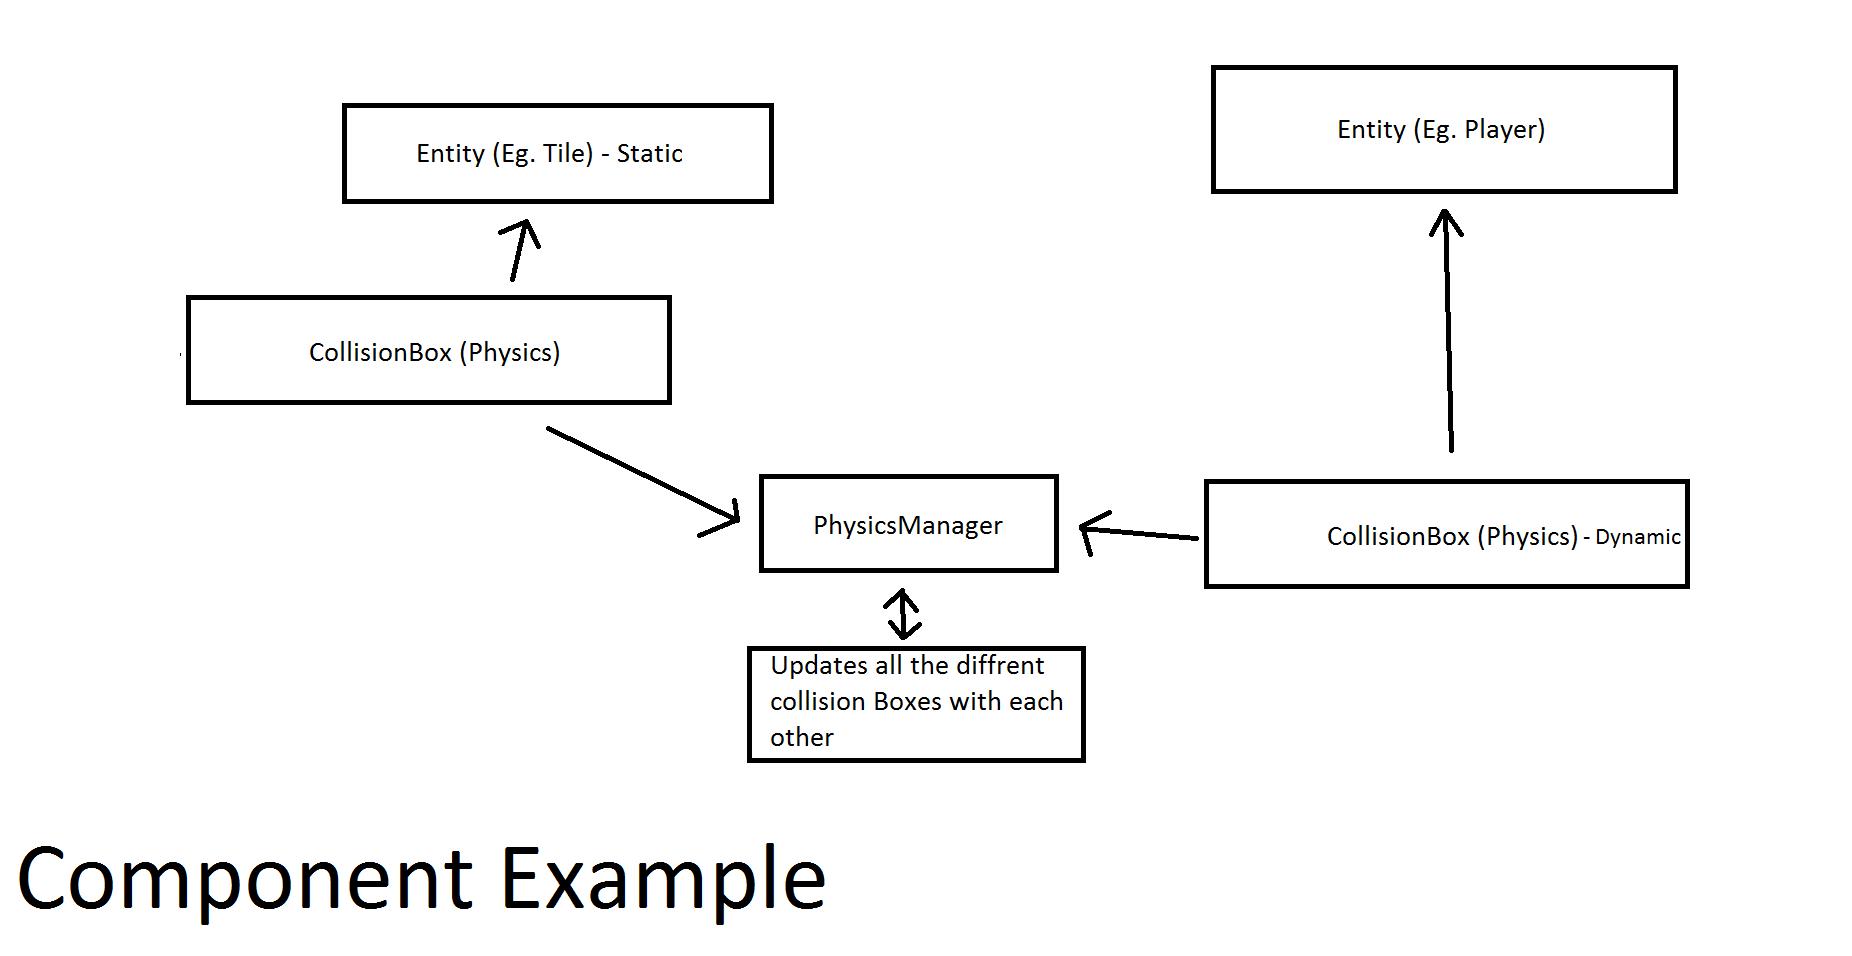 Entity (Eg. Tile) - Static
Entity (Eg. Player)
CollisionBox (Physics)
PhysicsManager
CollisionBox (Physics) - Dynamic
Updates all the diffrent
collision Boxes with each
other
Component Example